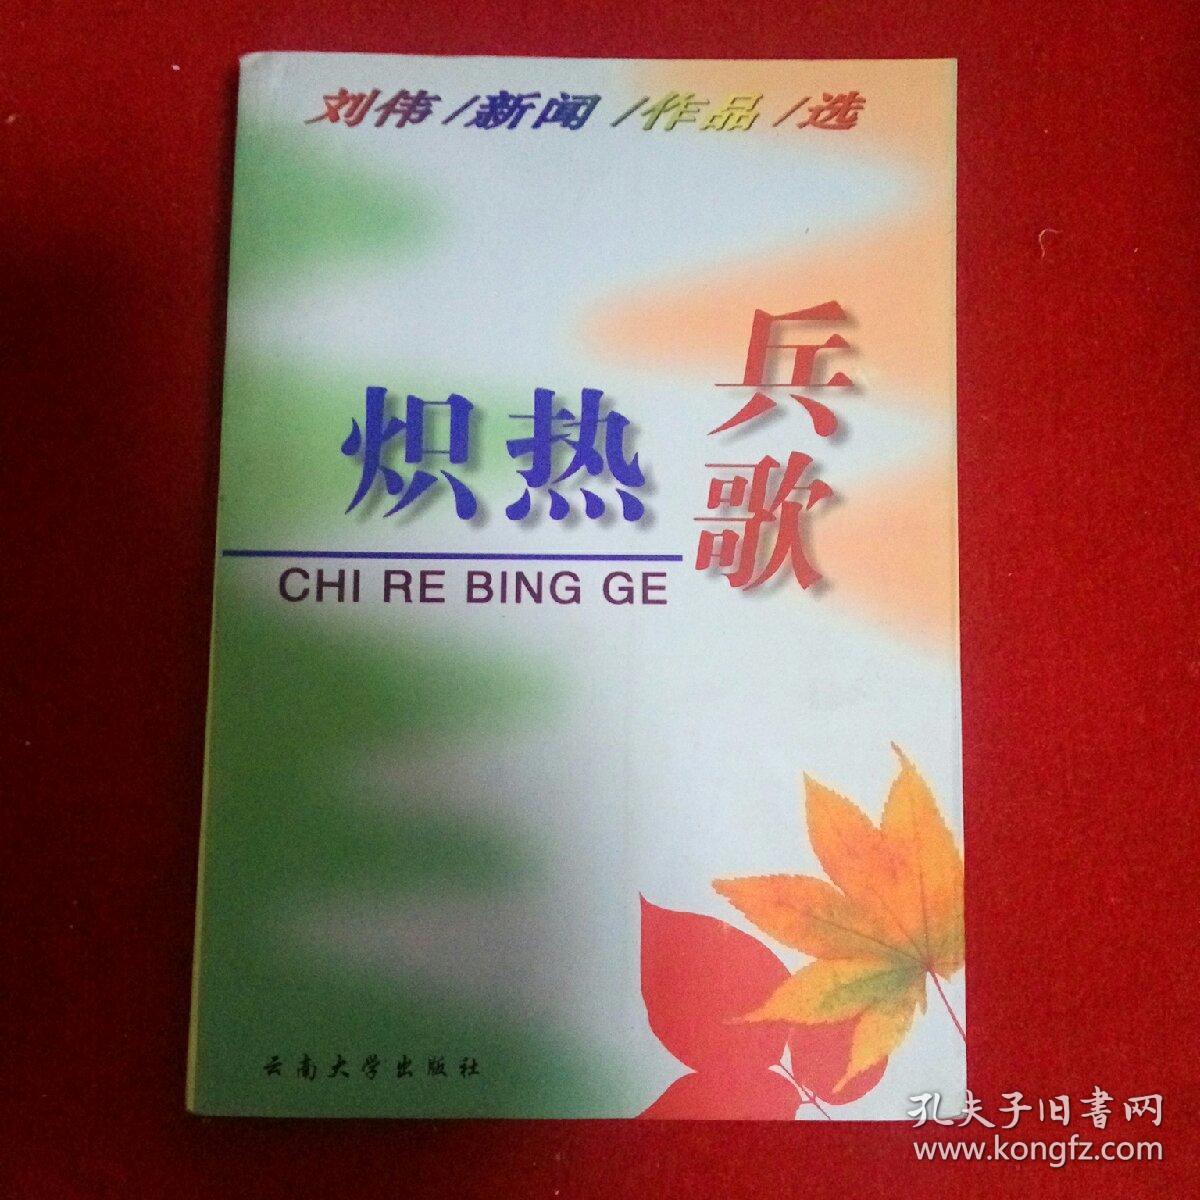 刘伟/新闻/作品/选
炽热
兵歌
CHI RE BING GE
云南大学出版社
孔夫子旧書网
www.kongfz.com